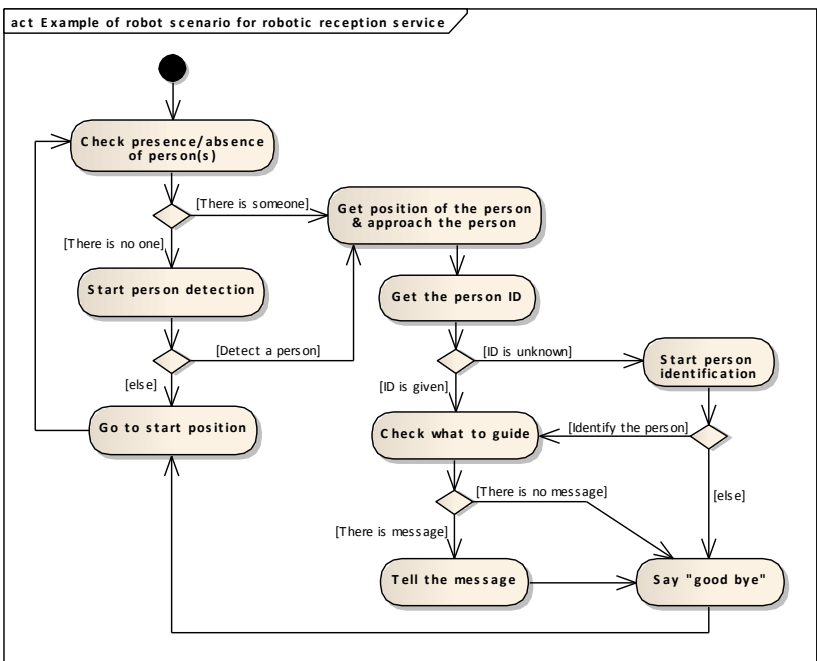 act Example of robot scenario for robotic reception service
Check presence/absence
of person(s)
[There is someone]
Get position of the person
& approach the person
[There is no one]
Start person detection
Get the person ID
[Detect a person]
[ID is unknown]
Start person
identification
[else]
[ID is given]
Go to start position
Check what to guide
[Identify the person]
[There is no message]
[else]
[There is message]
Tell the message
Say "good bye"